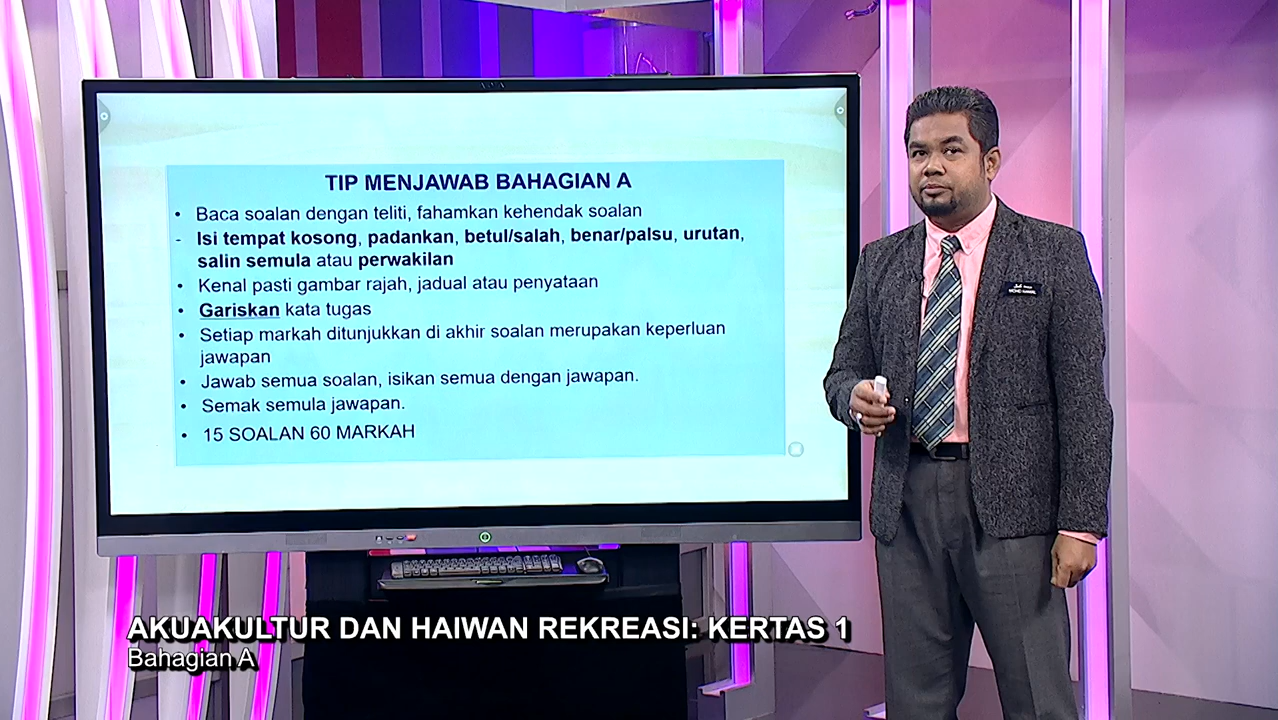 TIP MENJAWAB BAHAGIAN A
• Baca soalan dengan teliti, fahamkan kehendak soalan
- Isi tempat kosong, padankan, betul/salah, benar/palsu, urutan,
salin semula atau perwakilan
• Kenal pasti gambar rajah, jadual atau penyataan
• Gariskan kata tugas
• Setiap markah ditunjukkan di akhir soalan merupakan keperluan
jawapan
• Jawab semua soalan, isikan semua dengan jawapan.
• Semak semula jawapan.
• 15 SOALAN 60 MARKAH
AKUAKULTUR DAN HAIWAN REKREASI: KERTAS 1
Bahagian A